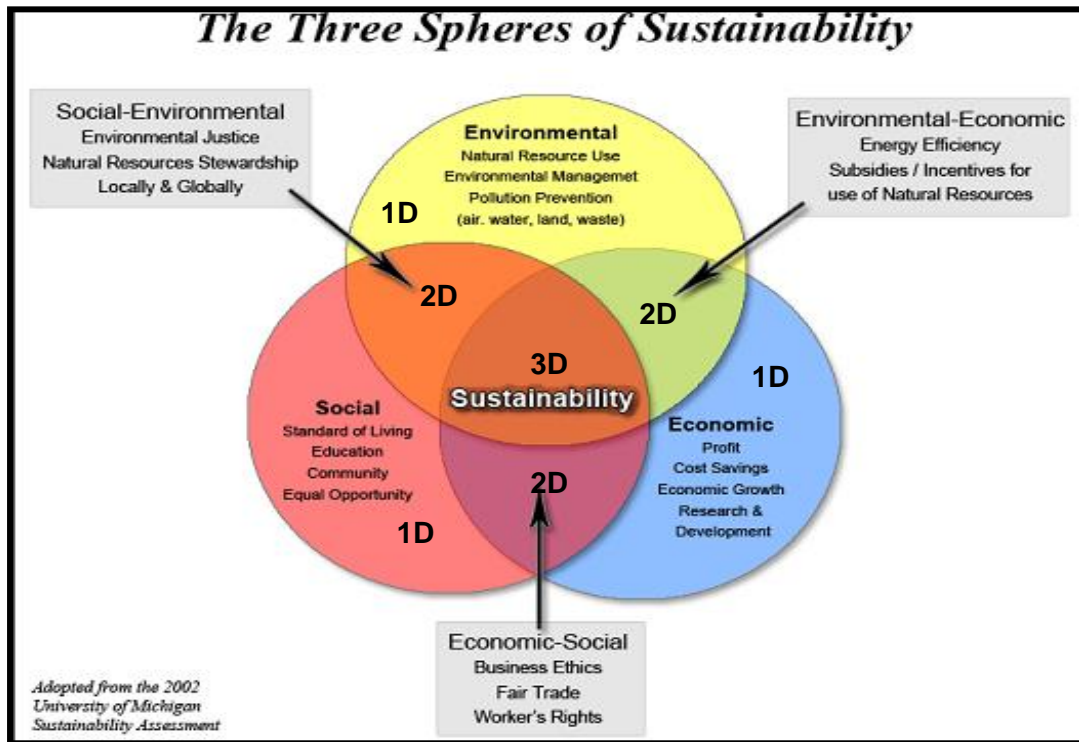 The Three Spheres of Sustainability
Social-Environmental
Environmental Justice
Natural Resources Stewardship
Locally & Globally
Environmental
Natural Resource Use
Environmental Managemet
Pollution Prevention
(air. water, land, waste)
Environmental-Economic
Energy Efficiency
Subsidies / Incentives for
use of Natural Resources
1D
2D
2D
3D
Sustainability
1D
Social
Standard of Living
Education
Community
Equal Opportunity
1D
Economic
Profit
Cost Savings
Economic Growth
Research &
Development
2D
Economic-Social
Business Ethics
Fair Trade
Worker's Rights
Adopted from the 2002
University of Michigan
Sustainability Assessment